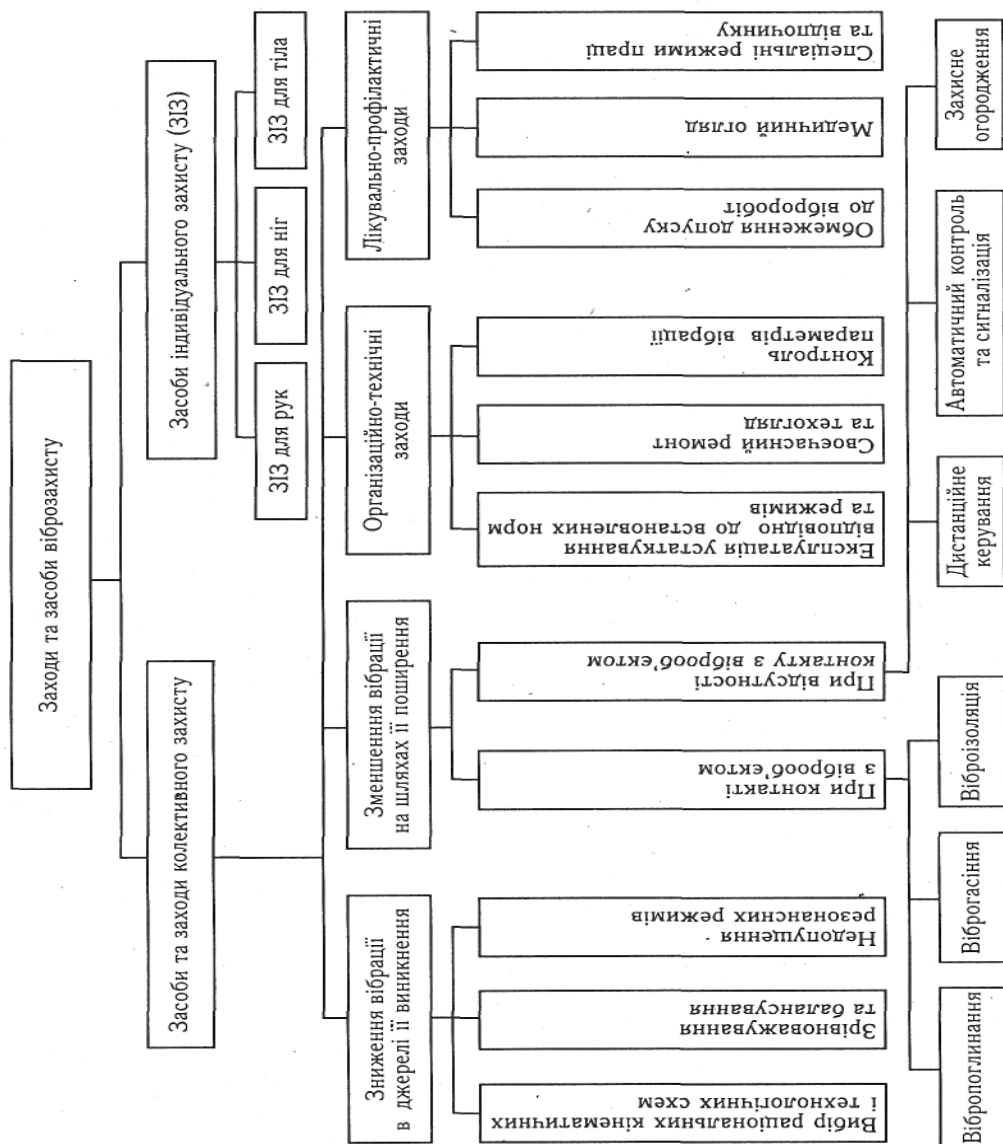 Заходи та засоби віброзахисту
Засоби та заходи колективного захисту
Засоби індивідуального захисту (ЗІЗ)
ЗІЗ для рук
ЗІЗ для ніг
ЗІЗ для тіла
Зниження вібрації
в джерелі її виникнення
Зменшення вібрації
на шляхах її поширення
Організаційно-технічні
заходи
Лікувально-профілактичні
заходи
Вибір раціональних кінематичних
і технологічних схем
Зрівноважування
та балансування
Недопущення
резонансних режимів
При контакті
з віброоб'єктом
При відсутності
контакту з віброоб'єктом
Експлуатація устаткування
відповідно до встановлених норм
та режимів
Своєчасний ремонт
та техогляд
Контроль
параметрів вібрації
Обмеження допуску
до віброробіт
Медичний огляд
Спеціальні режими праці
та відпочинку
Вібропоглинання
Віброгасіння
Віброізоляція
Дистанційне
керування
Автоматичний контроль
та сигналізація
Захисне
огородження